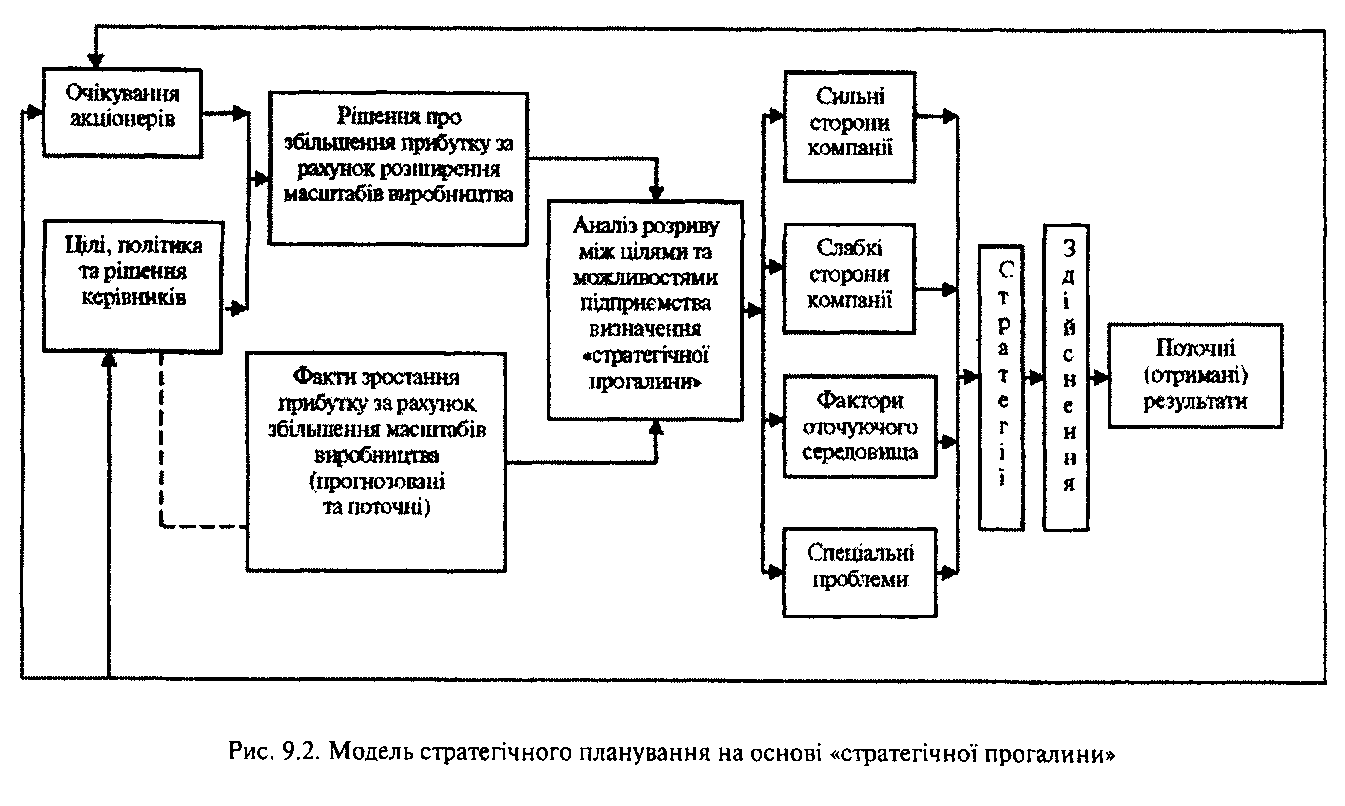 Очікування
акціонерів
Цілі, політика
та рішення
керівників
Рішення про
збільшення прибутку за
рахунок розширення
масштабів виробництва
Факти зростання
прибутку за рахунок
збільшення масштабів
виробництва
(прогнозовані
та поточні)
Аналіз розриву
між цілями та
можливостями
підприємства
визначення
«стратегічної
прогалини»
Сильні
сторони
компанії
Слабкі
сторони
компанії
Фактори
оточуючого
середовища
Спеціальні
проблеми
Стратегії
Здійснення
Поточні
(отримані)
результати
Рис. 9.2. Модель стратегічного планування на основі «стратегічної прогалини»